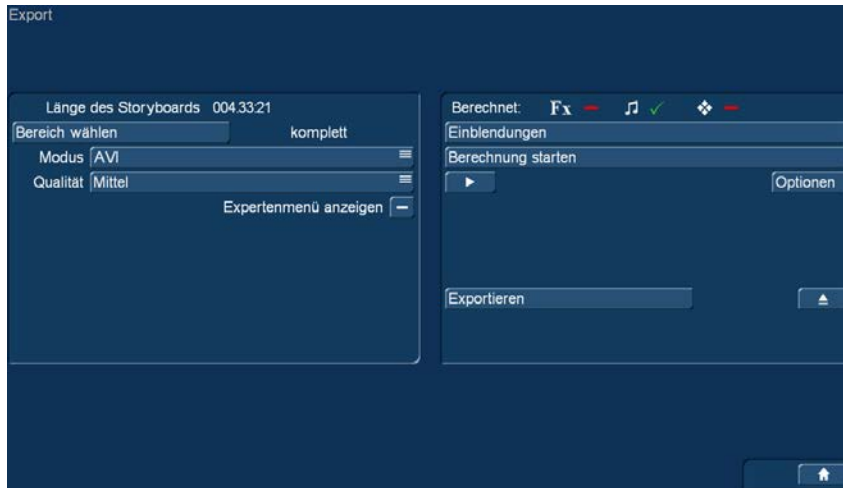 Export
Länge des Storyboards 004.33:21
Bereich wählen komplett
Modus AVI
Qualität Mittel
Expertenmenü anzeigen
Berechnet: Fx
Einblendungen
Berechnung starten
Optionen
Exportieren